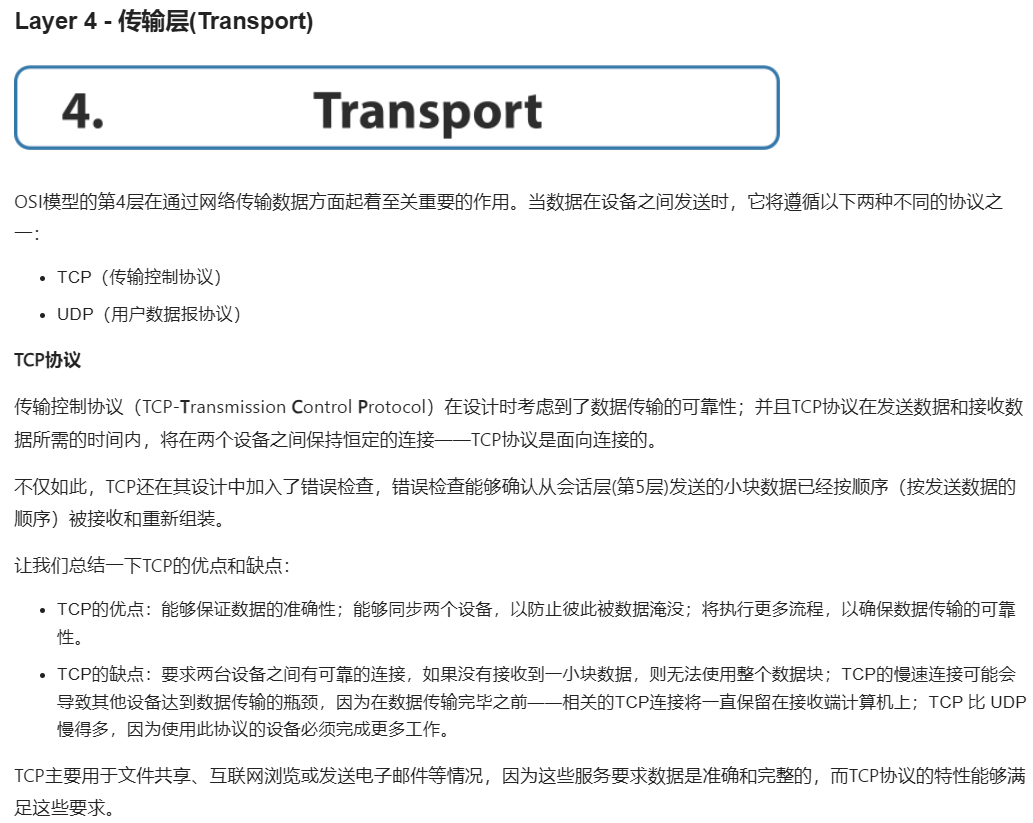 Layer 4 - 传输层(Transport)
4. Transport
OSI模型的第4层在通过网络传输数据方面起着至关重要的作用。当数据在设备之间发送时，它将遵循以下两种不同的协议之
一：
• TCP（传输控制协议）
• UDP（用户数据报协议）
TCP协议
传输控制协议（TCP-Transmission Control Protocol）在设计时考虑到了数据传输的可靠性；并且TCP协议在发送数据和接收数
据所需的时间内，将在两个设备之间保持恒定的连接——TCP协议是面向连接的。
不仅如此，TCP还在其设计中加入了错误检查，错误检查能够确认从会话层(第5层)发送的小块数据已经按顺序（按发送数据的
顺序）被接收和重新组装。
让我们总结一下TCP的优点和缺点：
• TCP的优点：能够保证数据的准确性；能够同步两个设备，以防止彼此被数据淹没；将执行更多流程，以确保数据传输的可靠
性。
• TCP的缺点：要求两台设备之间有可靠的连接，如果没有接收到一小块数据，则无法使用整个数据块；TCP的慢速连接可能会
导致其他设备达到数据传输的瓶颈，因为在数据传输完毕之前——相关的TCP连接将一直保留在接收端计算机上；TCP 比 UDP
慢得多，因为使用此协议的设备必须完成更多工作。
TCP主要用于文件共享、互联网浏览或发送电子邮件等情况，因为这些服务要求数据是准确和完整的，而TCP协议的特性能够满
足这些要求。